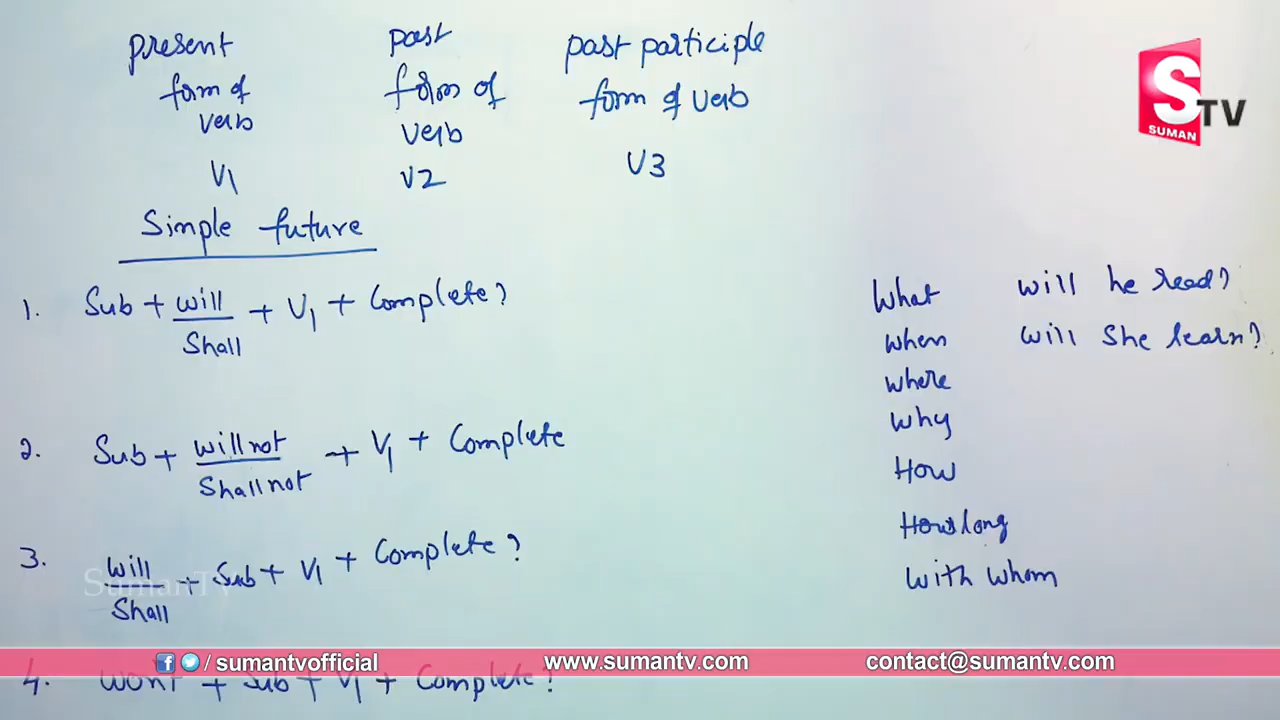 present past past participle
form of form of form of verb
verb verb
V1 V2 V3
S TV
SUMAN
Simple future
1. Sub + will/Shall + V1 + Complete?
2. Sub + will not/Shall not + V1 + Complete
3. will/Shall + Sub + V1 + Complete?
4. won't + Sub + V1 + Complete?
What will he read?
when will She learn?
where
why
How
How long
with whom
SumanTV
/sumantvofficial www.sumantv.com contact@sumantv.com